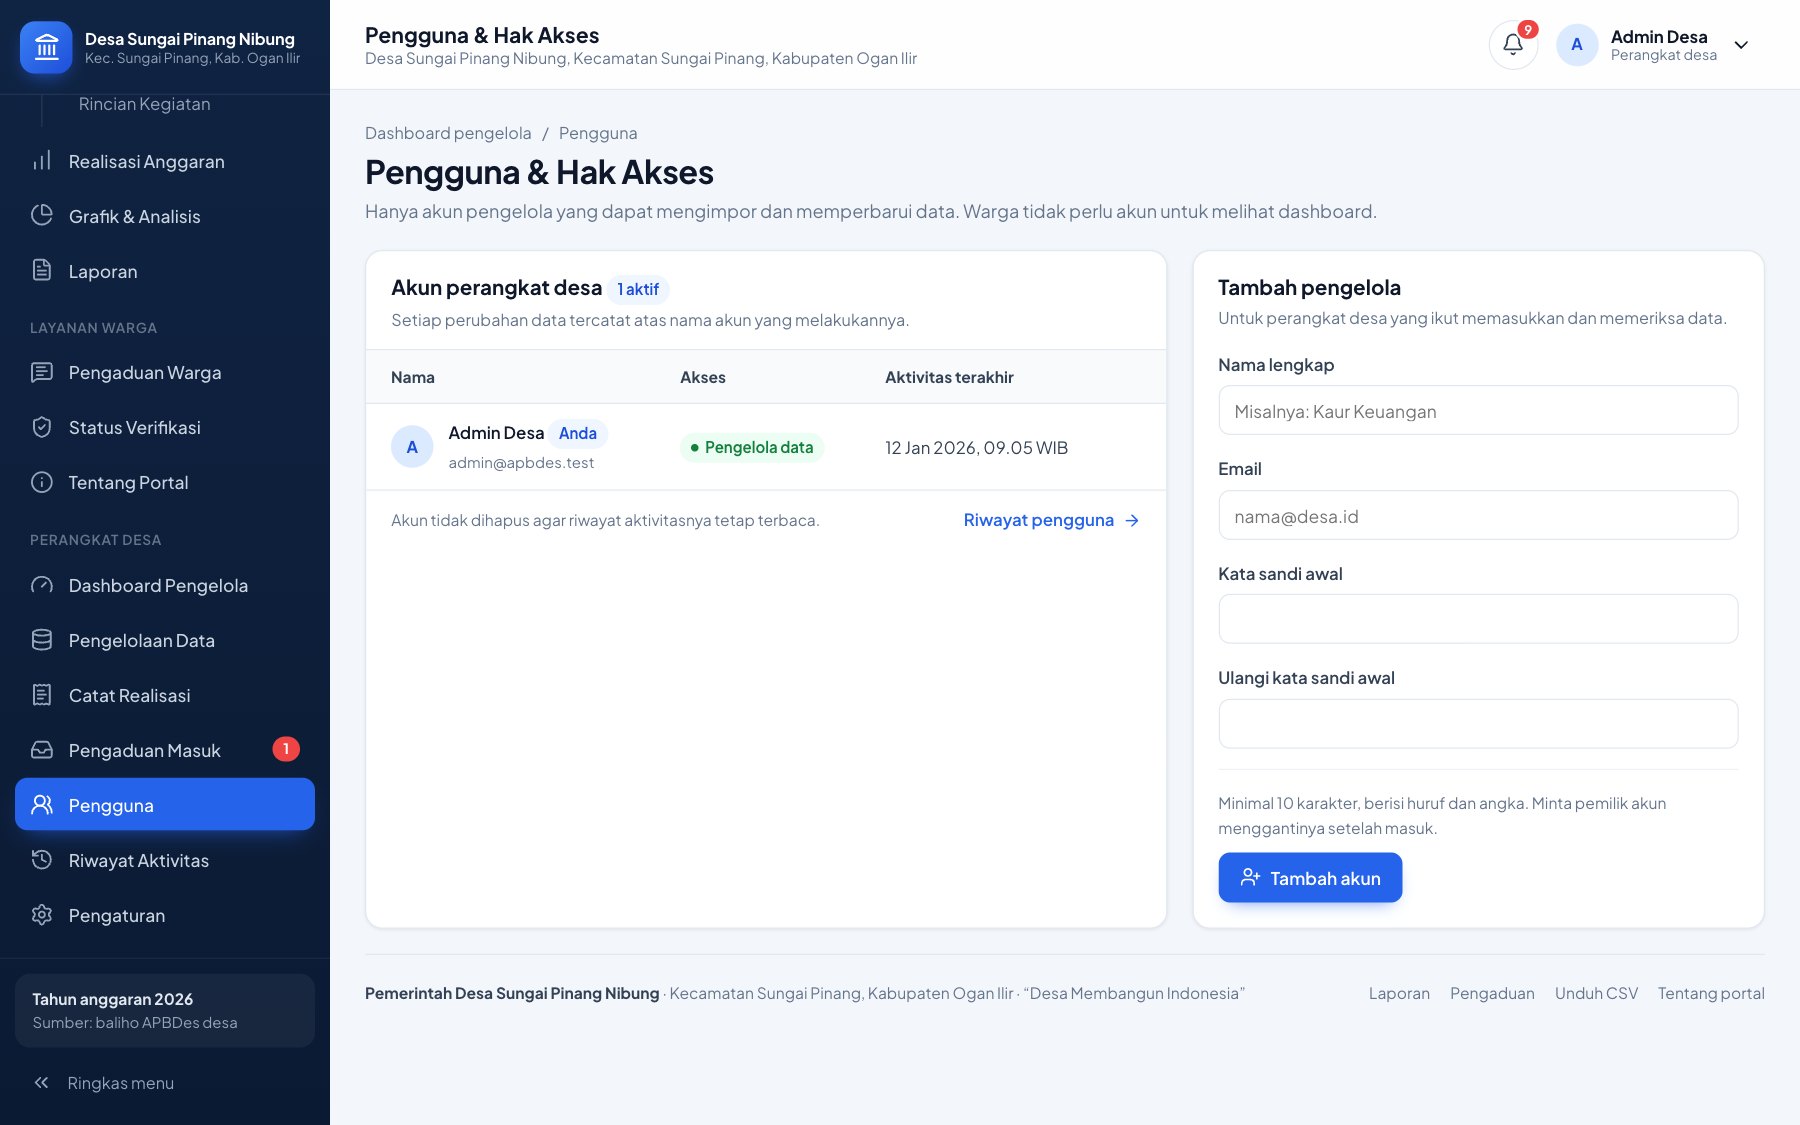 Desa Sungai Pinang Nibung
Kec. Sungai Pinang, Kab. Ogan Ilir
Rincian Kegiatan
Realisasi Anggaran
Grafik & Analisis
Laporan
LAYANAN WARGA
Pengaduan Warga
Status Verifikasi
Tentang Portal
PERANGKAT DESA
Dashboard Pengelola
Pengelolaan Data
Catat Realisasi
Pengaduan Masuk 1
Pengguna
Riwayat Aktivitas
Pengaturan
Tahun anggaran 2026
Sumber: baliho APBDes desa
Ringkas menu
Pengguna & Hak Akses
Desa Sungai Pinang Nibung, Kecamatan Sungai Pinang, Kabupaten Ogan Ilir
9
A
Admin Desa
Perangkat desa
Dashboard pengelola / Pengguna
Pengguna & Hak Akses
Hanya akun pengelola yang dapat mengimpor dan memperbarui data. Warga tidak perlu akun untuk melihat dashboard.
Akun perangkat desa 1 aktif
Setiap perubahan data tercatat atas nama akun yang melakukannya.
Nama Akses Aktivitas terakhir
A Admin Desa Anda Pengelola data 12 Jan 2026, 09.05 WIB
admin@apbdes.test
Akun tidak dihapus agar riwayat aktivitasnya tetap terbaca. Riwayat pengguna
Tambah pengelola
Untuk perangkat desa yang ikut memasukkan dan memeriksa data.
Nama lengkap
Misalnya: Kaur Keuangan
Email
nama@desa.id
Kata sandi awal
Ulangi kata sandi awal
Minimal 10 karakter, berisi huruf dan angka. Minta pemilik akun
menggantinya setelah masuk.
Tambah akun
Pemerintah Desa Sungai Pinang Nibung · Kecamatan Sungai Pinang, Kabupaten Ogan Ilir · “Desa Membangun Indonesia”
Laporan Pengaduan Unduh CSV Tentang portal